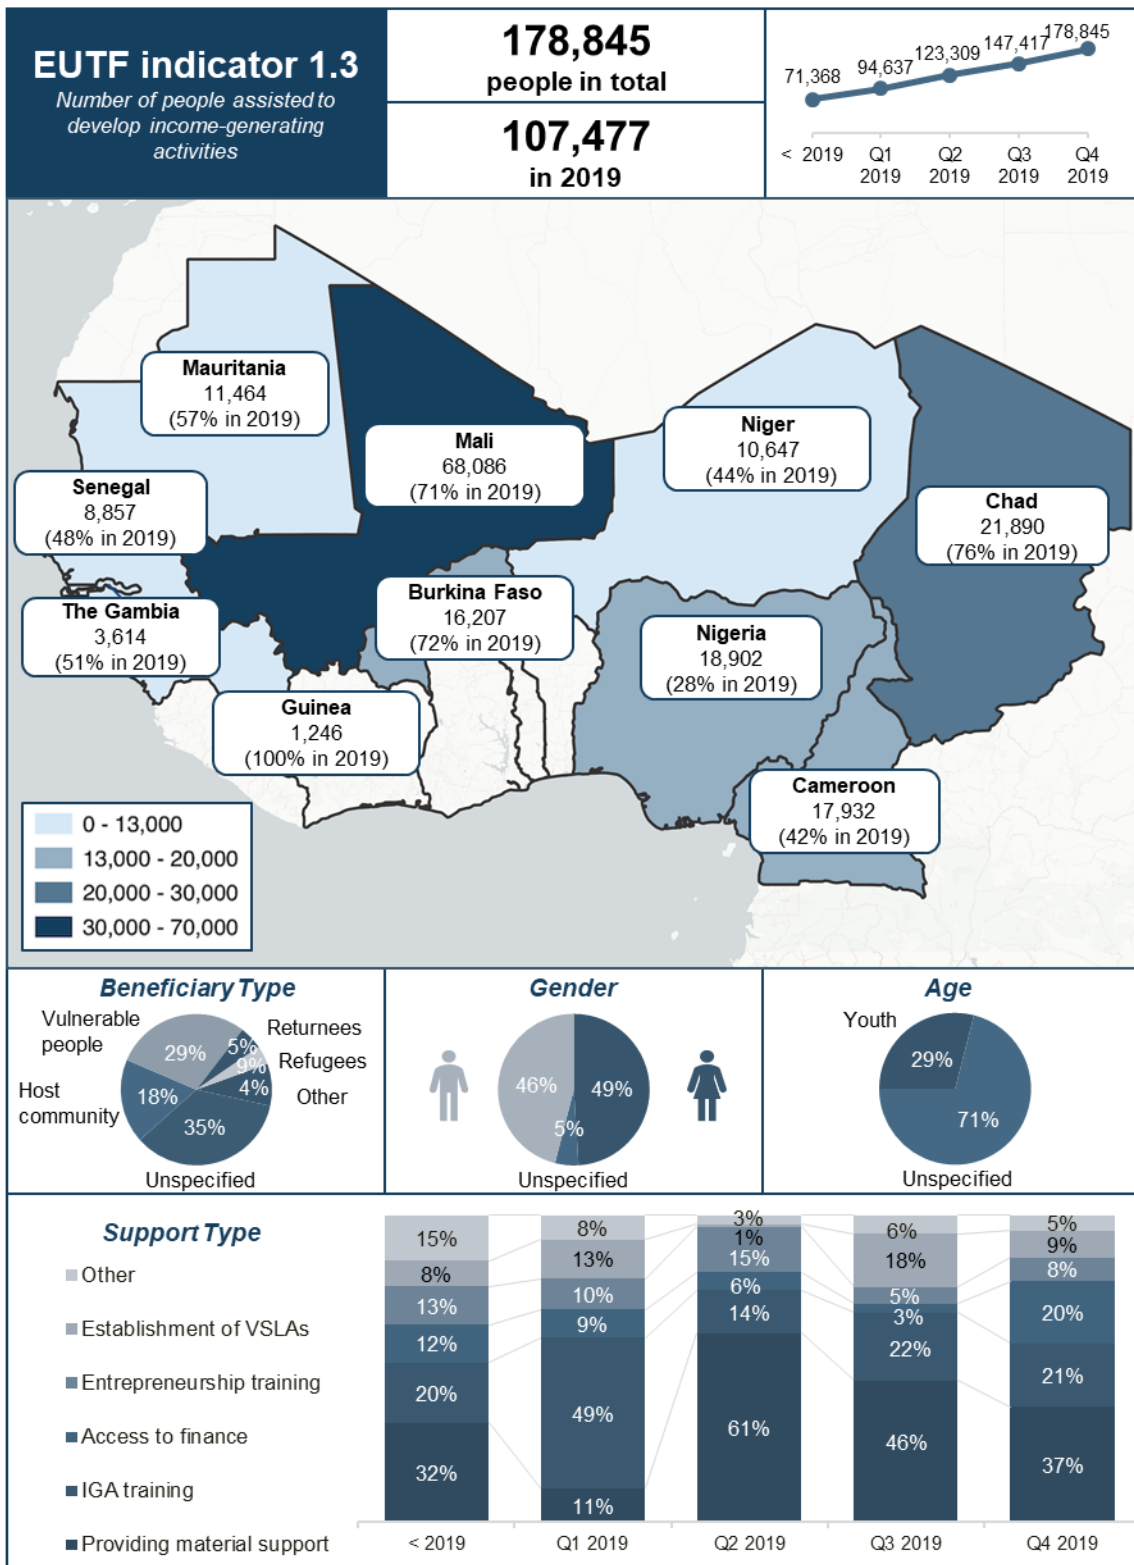 EUTF indicator 1.3
Number of people assisted to
develop income-generating
activities
178,845
people in total
107,477
in 2019
71,368
94,637
123,309
147,417
178,845
< 2019
Q1
2019
Q2
2019
Q3
2019
Q4
2019
Mauritania
11,464
(57% in 2019)
Mali
68,086
(71% in 2019)
Niger
10,647
(44% in 2019)
Senegal
8,857
(48% in 2019)
Chad
21,890
(76% in 2019)
The Gambia
3,614
(51% in 2019)
Burkina Faso
16,207
(72% in 2019)
Nigeria
18,902
(28% in 2019)
Guinea
1,246
(100% in 2019)
Cameroon
17,932
(42% in 2019)
0 - 13,000
13,000 - 20,000
20,000 - 30,000
30,000 - 70,000
Beneficiary Type
Vulnerable
people
29%
5%
Returnees
9%
Refugees
4%
Other
Host
community
18%
35%
Unspecified
Gender
46%
49%
5%
Unspecified
Age
Youth
29%
71%
Unspecified
Support Type
Other
Establishment of VSLAs
Entrepreneurship training
Access to finance
IGA training
Providing material support
15%
8%
13%
12%
20%
32%
< 2019
8%
13%
10%
9%
49%
11%
Q1 2019
3%
1%
15%
6%
14%
61%
Q2 2019
6%
18%
5%
3%
22%
46%
Q3 2019
5%
9%
8%
20%
21%
37%
Q4 2019